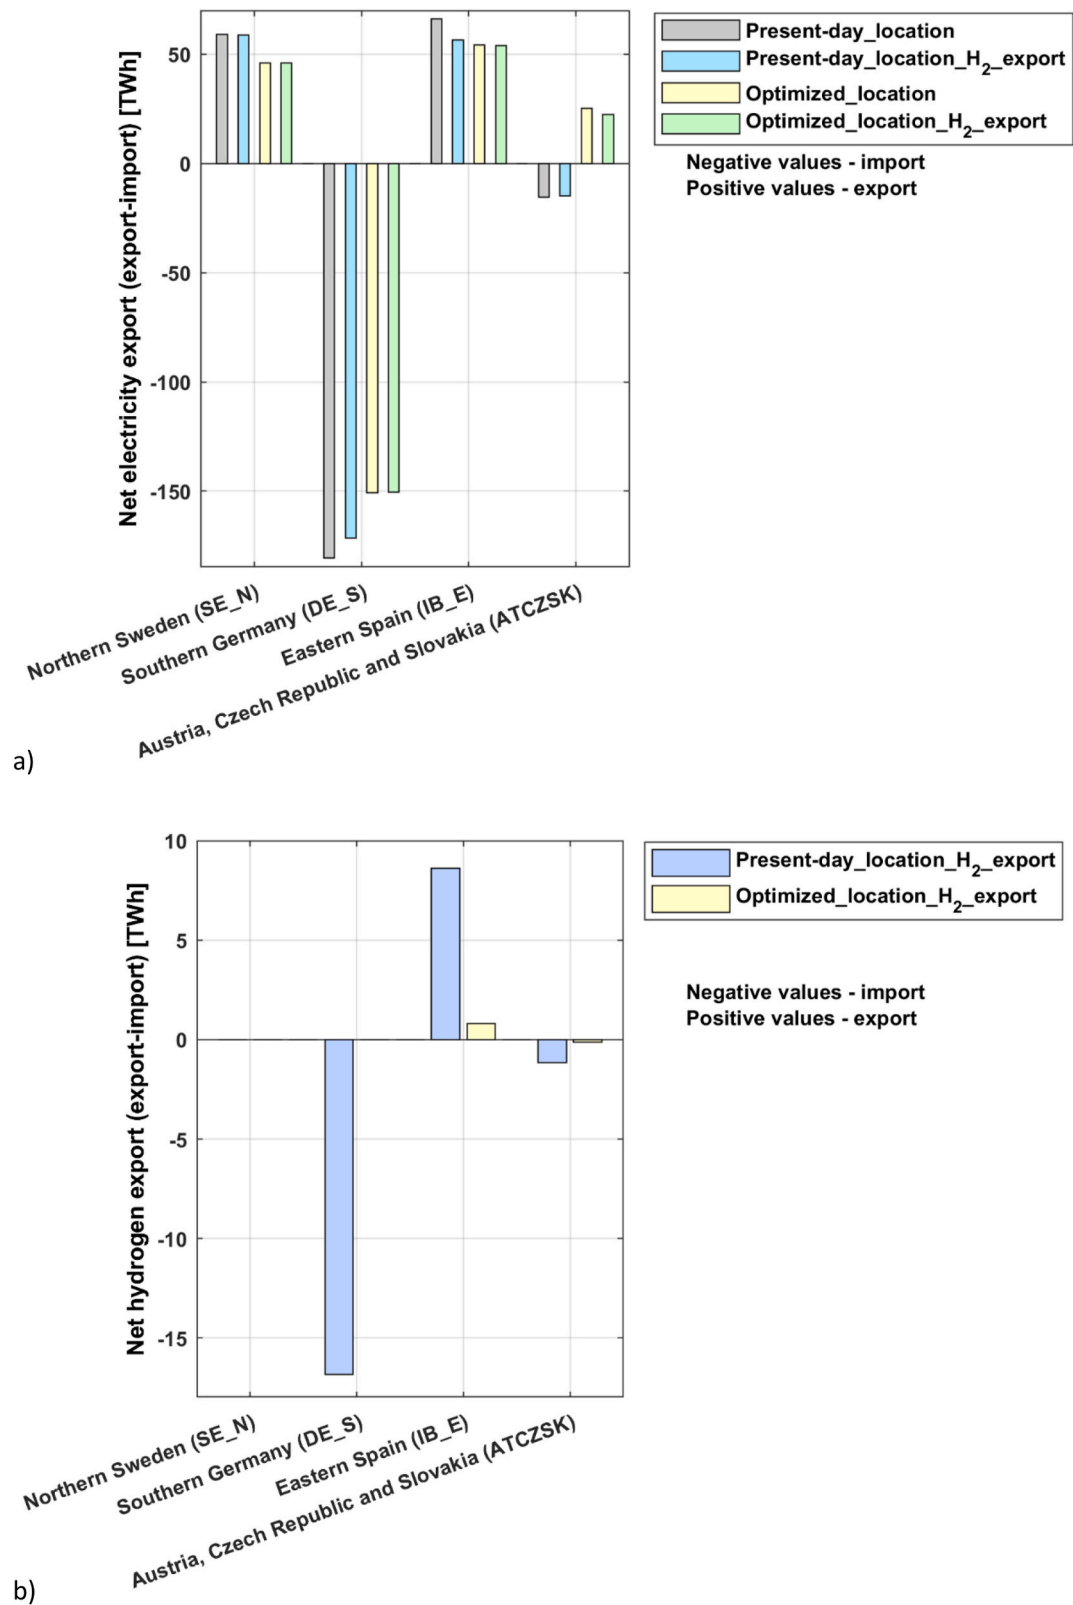 Net electricity export (export-import) [TWh]
50
0
-50
-100
-150
Northern Sweden (SE_N)
Southern Germany (DE_S)
Eastern Spain (IB_E)
Austria, Czech Republic and Slovakia (ATCZSK)
Present-day_location
Present-day_location_H2_export
Optimized_location
Optimized_location_H2_export
Negative values - import
Positive values - export
a)
Net hydrogen export (export-import) [TWh]
10
5
0
-5
-10
-15
Northern Sweden (SE_N)
Southern Germany (DE_S)
Eastern Spain (IB_E)
Austria, Czech Republic and Slovakia (ATCZSK)
Present-day_location_H2_export
Optimized_location_H2_export
Negative values - import
Positive values - export
b)